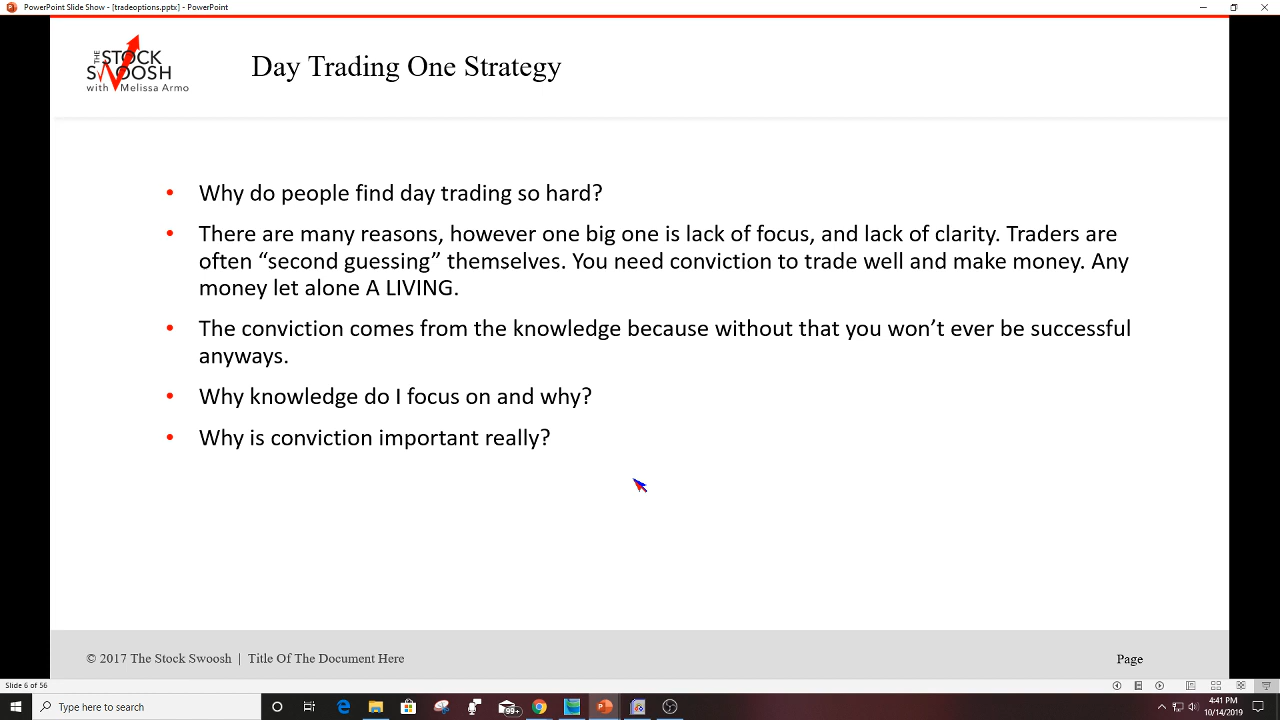 PowerPoint Slide Show - [tradeoptions.pptx] - PowerPoint
THE
STOCK
SWOOSH
with Melissa Armo
Day Trading One Strategy
• Why do people find day trading so hard?
• There are many reasons, however one big one is lack of focus, and lack of clarity. Traders are
often “second guessing” themselves. You need conviction to trade well and make money. Any
money let alone A LIVING.
• The conviction comes from the knowledge because without that you won’t ever be successful
anyways.
• Why knowledge do I focus on and why?
• Why is conviction important really?
© 2017 The Stock Swoosh | Title Of The Document Here
Page
Slide 6 of 56
Type here to search
99+
4:41 PM
10/14/2019